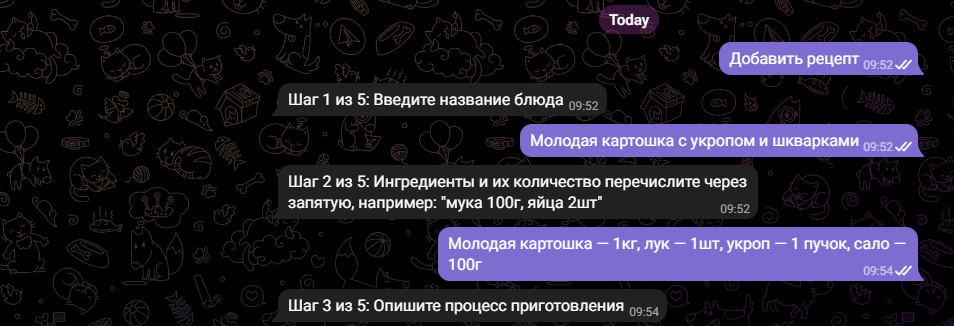 Today
Добавить рецепт 09:52
Шаг 1 из 5: Введите название блюда 09:52
Молодая картошка с укропом и шкварками 09:52
Шаг 2 из 5: Ингредиенты и их количество перечислите через
запятую, например: "мука 100г, яйца 2шт"
09:52
Молодая картошка — 1кг, лук — 1шт, укроп — 1 пучок, сало —
100г
09:54
Шаг 3 из 5: Опишите процесс приготовления 09:54